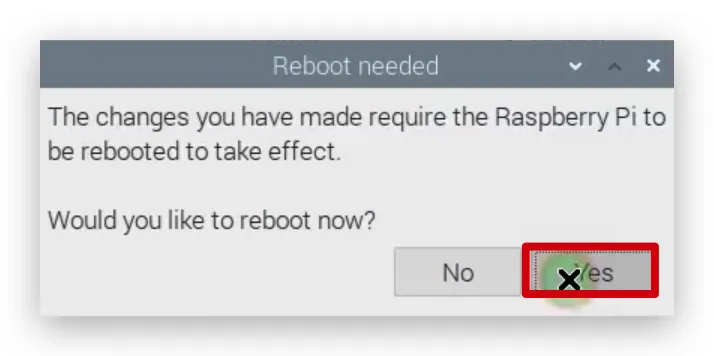 Reboot needed
The changes you have made require the Raspberry Pi to
be rebooted to take effect.
Would you like to reboot now?
No
Yes